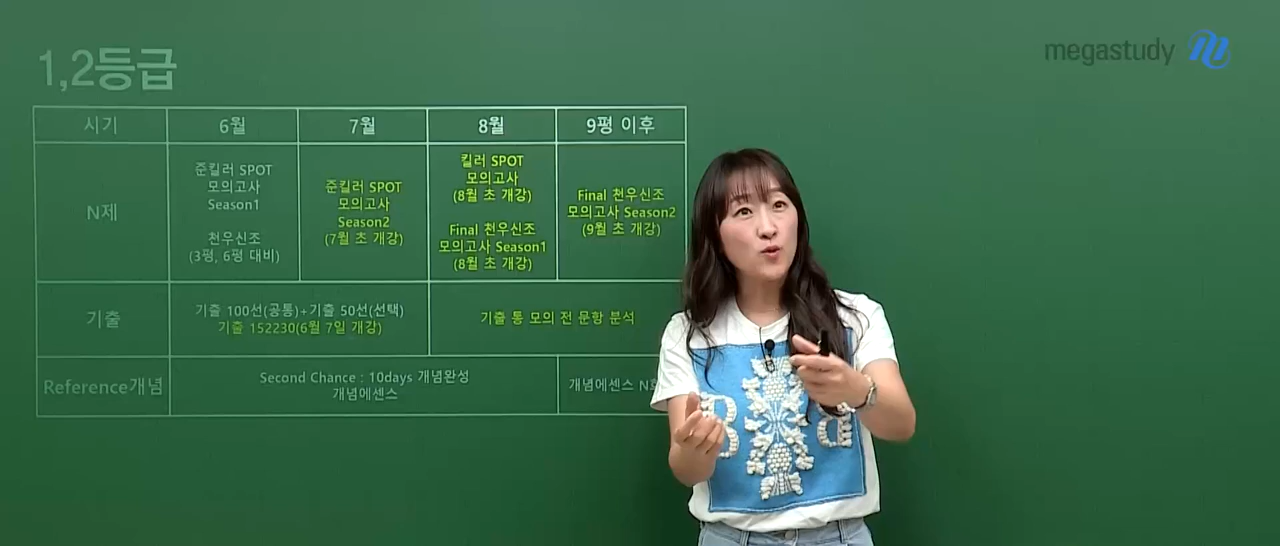 1,2등급
megastudy
시기
6월
7월
8월
9평 이후
N제
준킬러 SPOT
모의고사
Season1
천우신조
(3평, 6평 대비)
준킬러 SPOT
모의고사
Season2
(7월 초 개강)
킬러 SPOT
모의고사
(8월 초 개강)
Final 천우신조
모의고사 Season1
(8월 초 개강)
Final 천우신조
모의고사 Season2
(9월 초 개강)
기출
기출 100선(공통)+기출 50선(선택)
기출 152230(6월 7일 개강)
기출 통 모의 전 문항 분석
Reference개념
Second Chance : 10days 개념완성
개념에센스
개념에센스